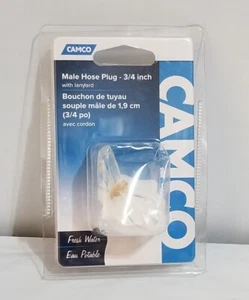 CAMCO
Male Hose Plug - 3/4 inch
with lanyard
Bouchon de tuyau
souple mâle de 1,9 cm
(3/4 po)
avec cordon
CAMCO
Fresh Water
Eau Potable